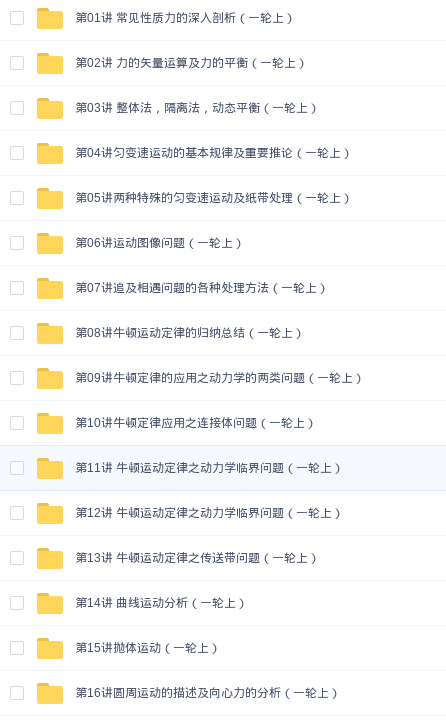 第01讲 常见性质力的深入剖析（一轮上）
第02讲 力的矢量运算及力的平衡（一轮上）
第03讲 整体法，隔离法，动态平衡（一轮上）
第04讲匀变速运动的基本规律及重要推论（一轮上）
第05讲两种特殊的匀变速运动及纸带处理（一轮上）
第06讲运动图像问题（一轮上）
第07讲追及相遇问题的各种处理方法（一轮上）
第08讲牛顿运动定律的归纳总结（一轮上）
第09讲牛顿定律的应用之动力学的两类问题（一轮上）
第10讲牛顿定律应用之连接体问题（一轮上）
第11讲 牛顿运动定律之动力学临界问题（一轮上）
第12讲 牛顿运动定律之动力学临界问题（一轮上）
第13讲 牛顿运动定律之传送带问题（一轮上）
第14讲 曲线运动分析（一轮上）
第15讲抛体运动（一轮上）
第16讲圆周运动的描述及向心力的分析（一轮上）